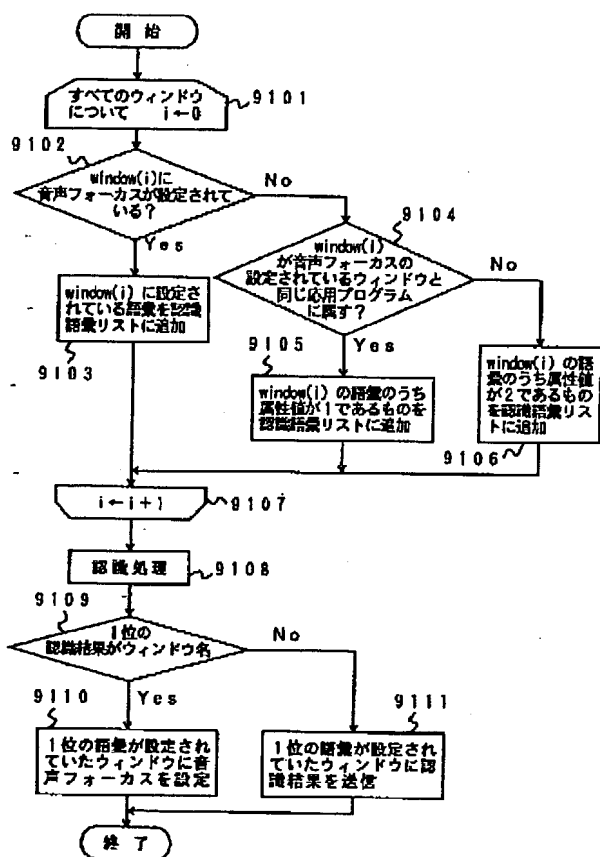 開始
すべてのウィンドウ
について i←0
9101
9102
window(i)に
音声フォーカスが設定されて
いる?
No
Yes
9104
window(i)
が音声フォーカスの
設定されているウィンドウと
同じ応用プログラム
に属す?
No
Yes
window(i) に設定さ
れている語彙を認識
語彙リストに追加
9103
9105
window(i) の語彙のうち
属性値が1であるものを
認識語彙リストに追加
window(i) の語
彙のうち属性値
が2であるもの
を認識語彙リス
トに追加
9106
i←i+1
9107
認識処理
9108
9109
1位の
認識結果がウィンドウ名
No
Yes
9110
1位の語彙が設定され
ていたウィンドウに音
声フォーカスを設定
9111
1位の語彙が設定され
ていたウィンドウに認
識結果を送信
終了